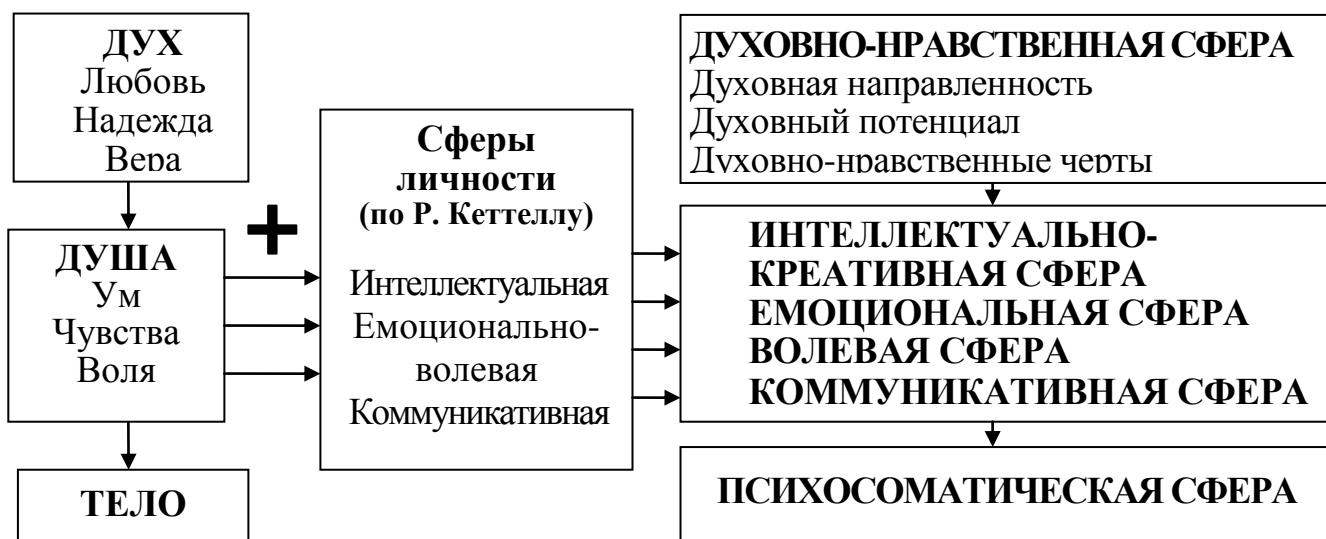 ДУХ
Любовь
Надежда
Вера
ДУША
Ум
Чувства
Воля
ТЕЛО
+
Сферы
личности
(по Р. Кеттеллу)
Интеллектуальная
Емоционально-
волевая
Коммуникативная
ДУХОВНО-НРАВСТВЕННАЯ СФЕРА
Духовная направленность
Духовный потенциал
Духовно-нравственные черты
ИНТЕЛЛЕКТУАЛЬНО-
КРЕАТИВНАЯ СФЕРА
ЕМОЦИОНАЛЬНАЯ СФЕРА
ВОЛЕВАЯ СФЕРА
КОММУНИКАТИВНАЯ СФЕРА
ПСИХОСОМАТИЧЕСКАЯ СФЕРА